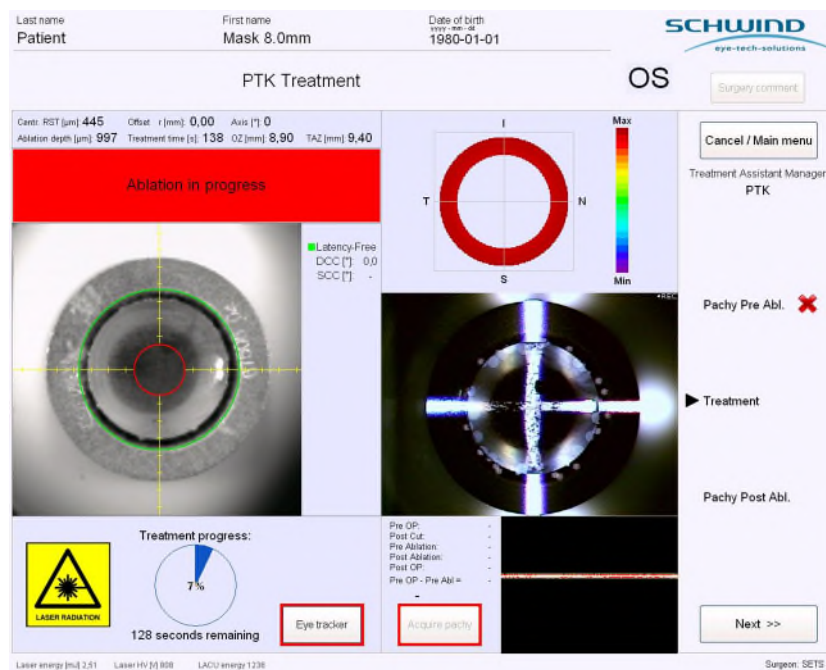 Last name
First name
Date of birth
yyyy - mm - dd
Patient
Mask 8.0mm
1980-01-01
SCHWIND
eye-tech-solutions
PTK Treatment
OS
Surgery comment
Centr. RST [µm] 445 Offset r [mm] 0,00 Axis [°] 0
Ablation depth [µm] 997 Treatment time [s] 138 OZ [mm] 8,90 TAZ [mm] 9,40
Ablation in progress
Latency-Free
DCC [°] 0,0
SCC [°] -
I
T
N
S
Max
Min
REC
Cancel / Main menu
Treatment Assistant Manager
PTK
Pachy Pre Abl.
Treatment
Pachy Post Abl.
Next >>
LASER RADIATION
Treatment progress:
7%
128 seconds remaining
Eye tracker
Pre OP: -
Post Cut: -
Pre Ablation: -
Post Ablation: -
Post OP: -
Pre OP - Pre Abl = -
-
Acquire pachy
Laser energy [mJ] 2,51 Laser HV [V] 808 LACU energy 1238
Surgeon: SETS